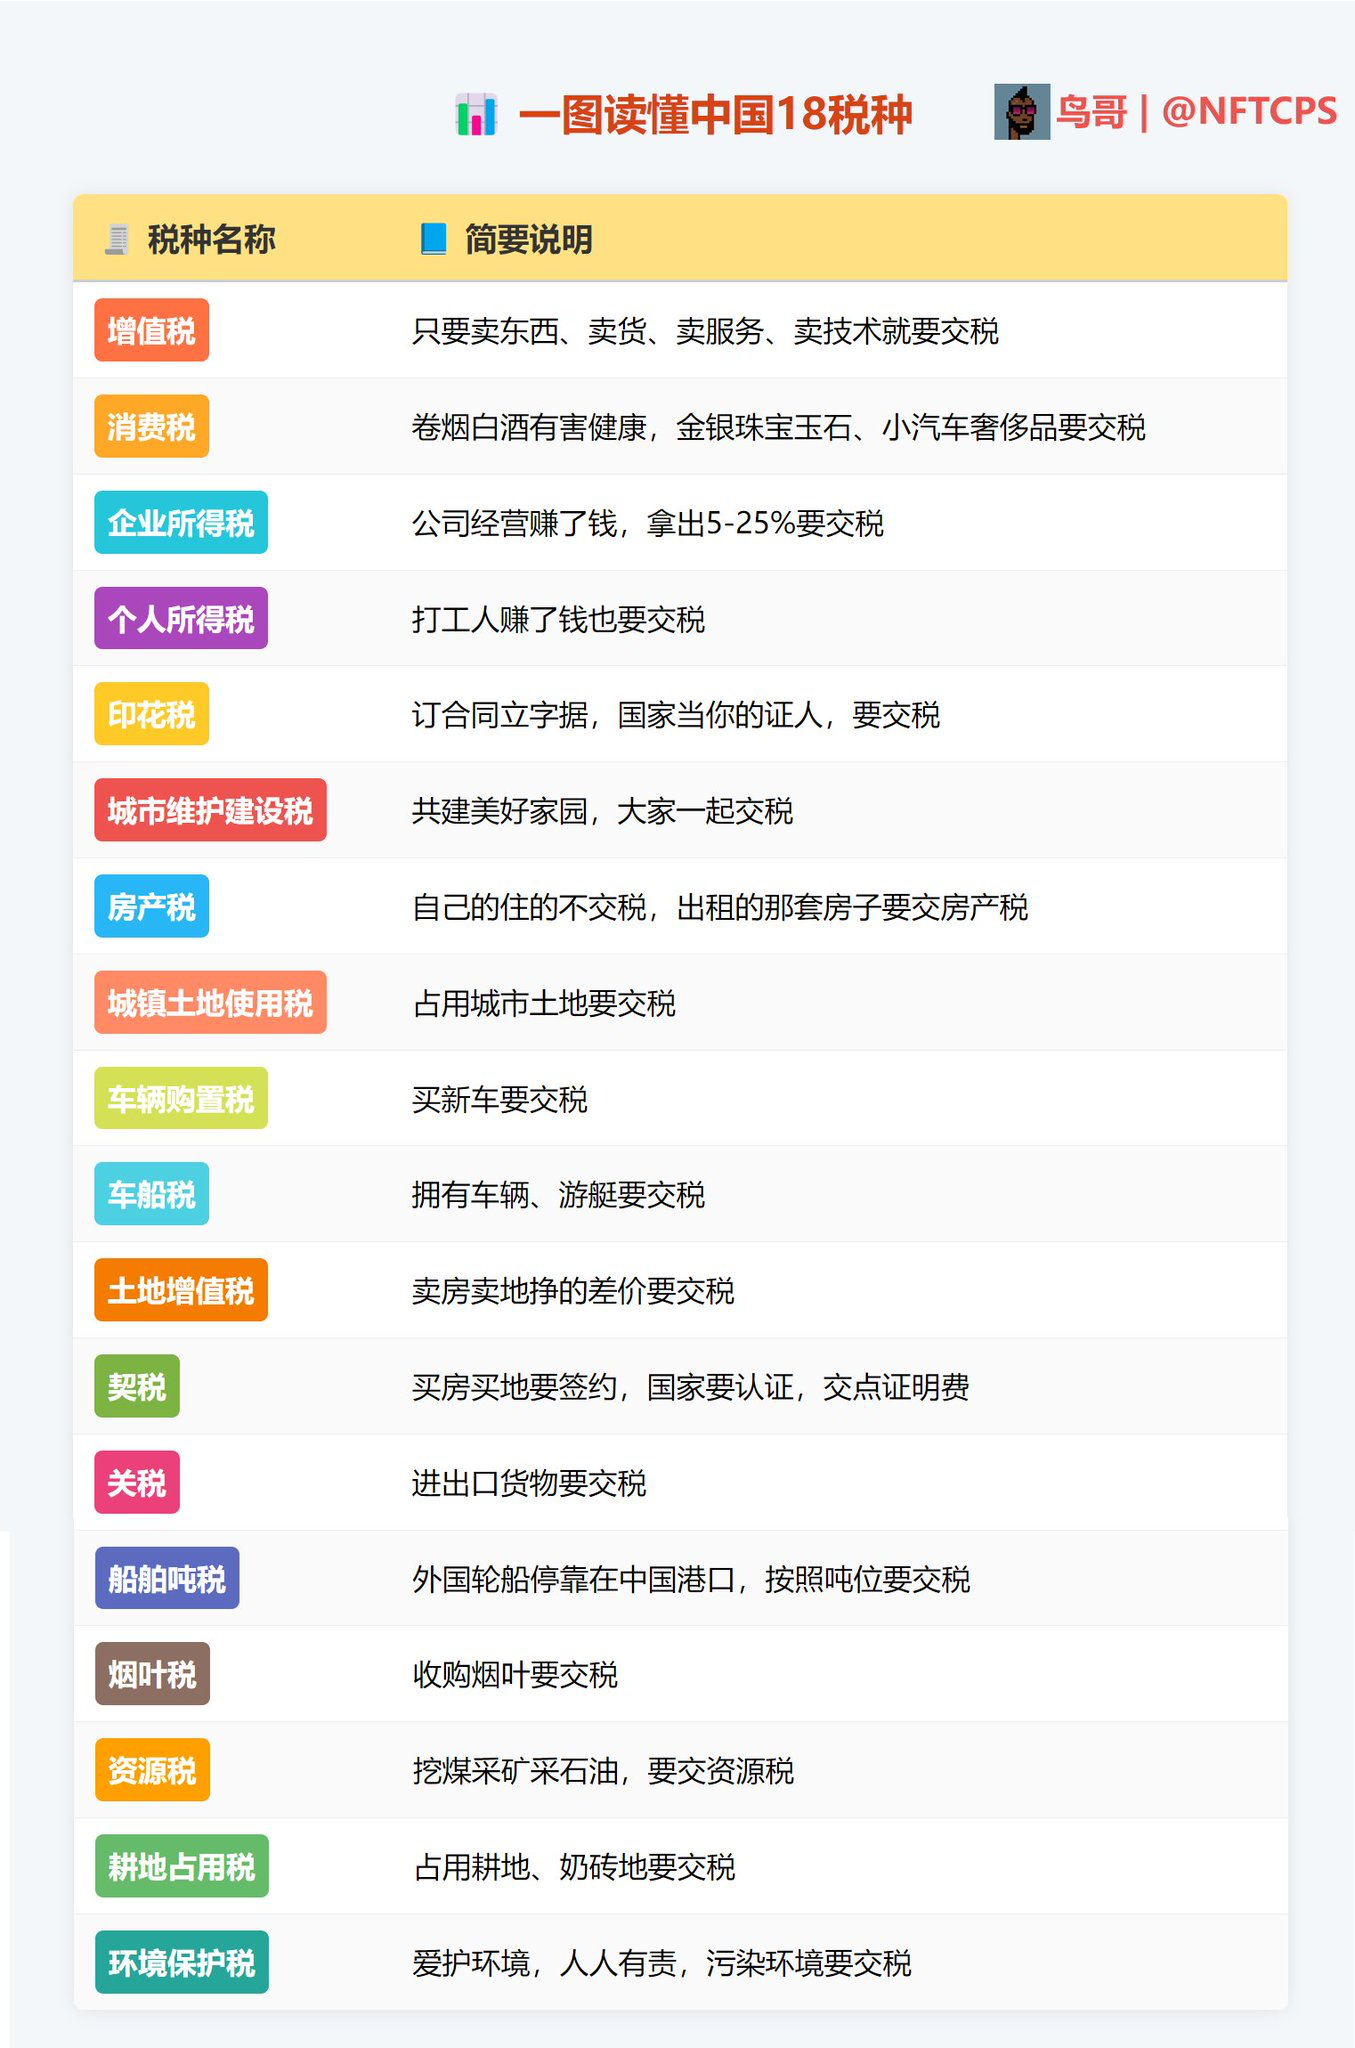 一图读懂中国18税种
鸟哥 | @NFTCPS
税种名称 简要说明
增值税 只要卖东西、卖货、卖服务、卖技术就要交税
消费税 卷烟白酒有害健康，金银珠宝玉石、小汽车奢侈品要交税
企业所得税 公司经营赚了钱，拿出5-25%要交税
个人所得税 打工人赚了钱也要交税
印花税 订合同立字据，国家当你的证人，要交税
城市维护建设税 共建美好家园，大家一起交税
房产税 自己的住的不交税，出租的那套房子要交房产税
城镇土地使用税 占用城市土地要交税
车辆购置税 买新车要交税
车船税 拥有车辆、游艇要交税
土地增值税 卖房卖地挣的差价要交税
契税 买房买地要签约，国家要认证，交点证明费
关税 进出口货物要交税
船舶吨税 外国轮船停靠在中国港口，按照吨位要交税
烟叶税 收购烟叶要交税
资源税 挖煤采矿采石油，要交资源税
耕地占用税 占用耕地、奶砖地要交税
环境保护税 爱护环境，人人有责，污染环境要交税